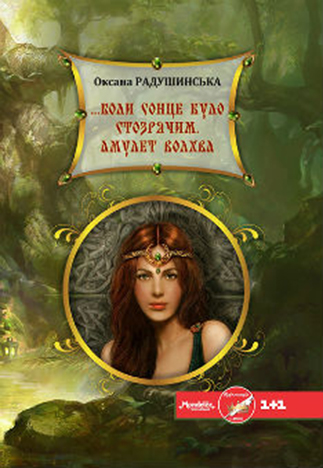 Оксана РАДУШИНСЬКА
...КОЛИ СОНЦЕ БУЛО
СТОЗРЯЧИМ.
АМУЛЕТ ВОЛХВА
1+1